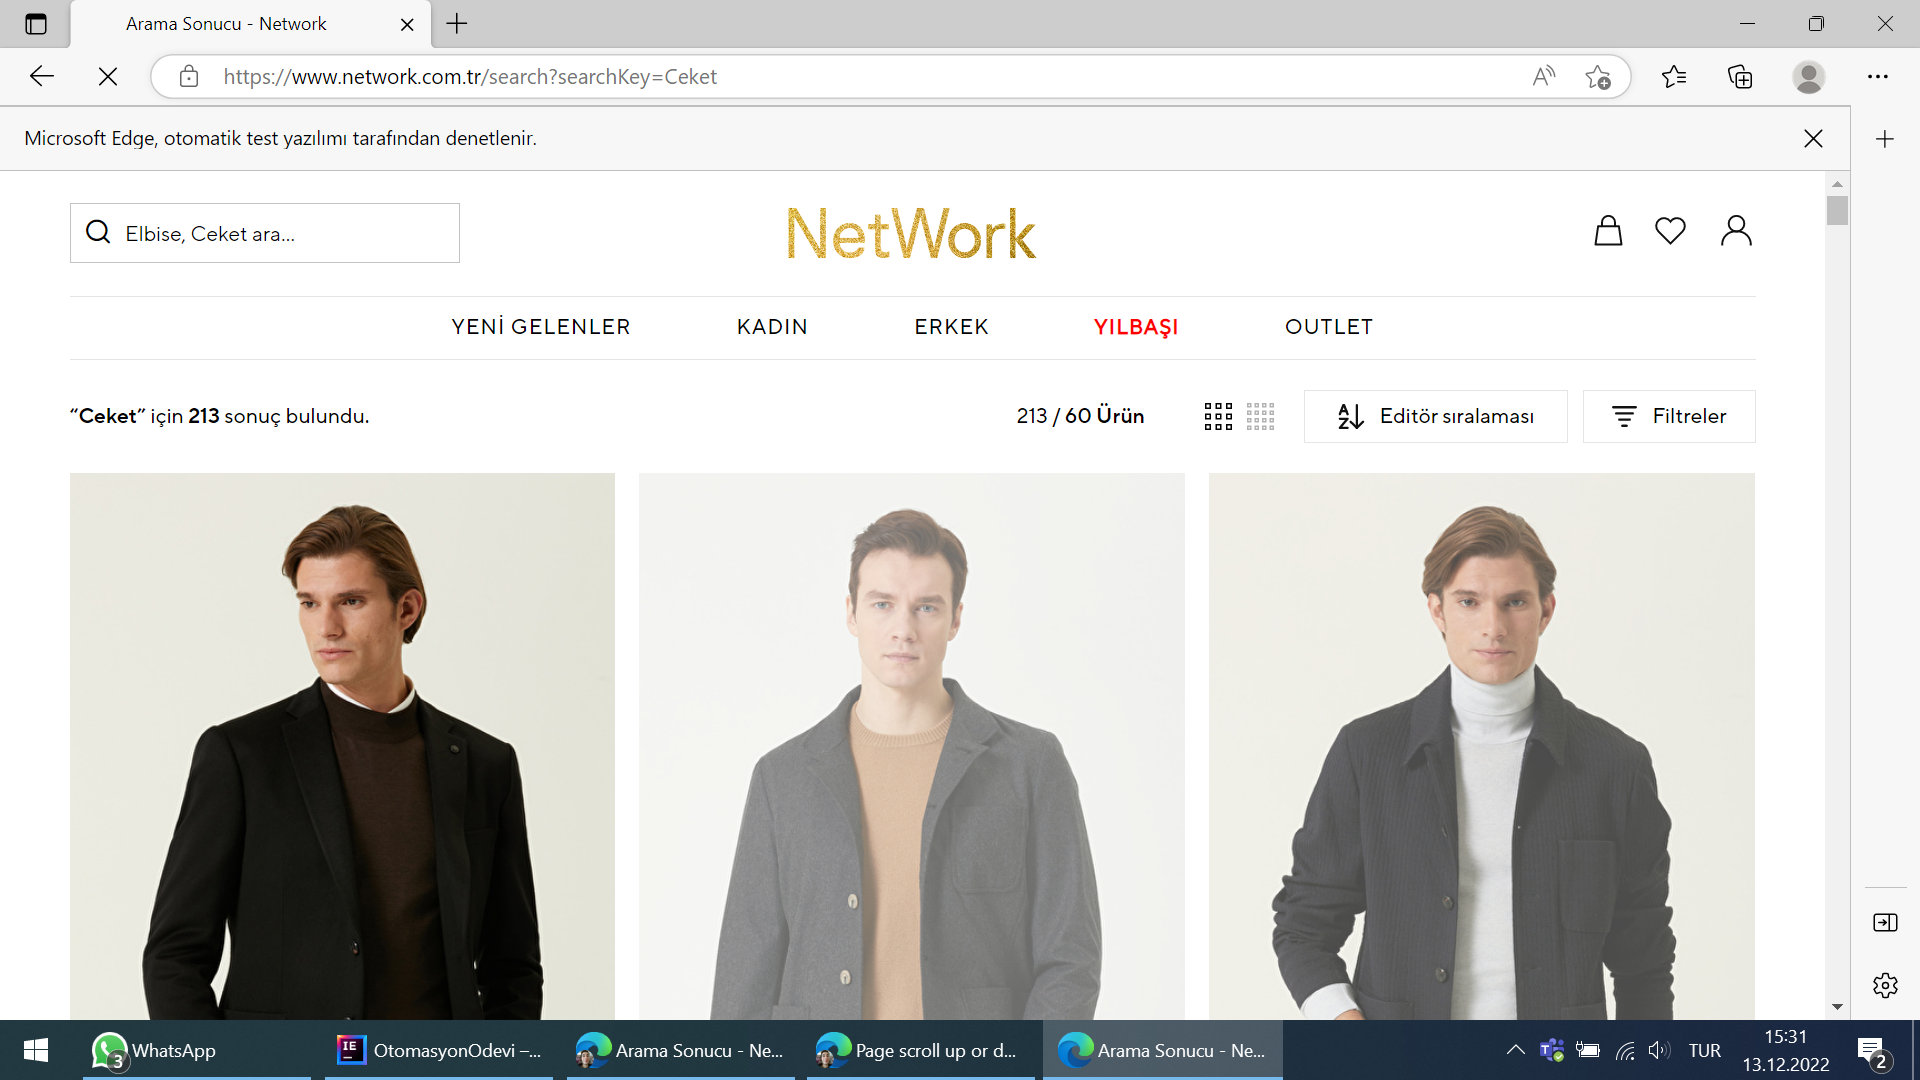 Arama Sonucu - Network
https://www.network.com.tr/search?searchKey=Ceket
Microsoft Edge, otomatik test yazılımı tarafından denetlenir.
Elbise, Ceket ara...
NetWork
YENİ GELENLER KADIN ERKEK YILBAŞI OUTLET
“Ceket” için 213 sonuç bulundu.
213 / 60 Ürün
Editör sıralaması
Filtreler
3 WhatsApp
IE OtomasyonOdevi –...
Arama Sonucu - Ne...
Page scroll up or d...
Arama Sonucu - Ne...
TUR
15:31
13.12.2022
2